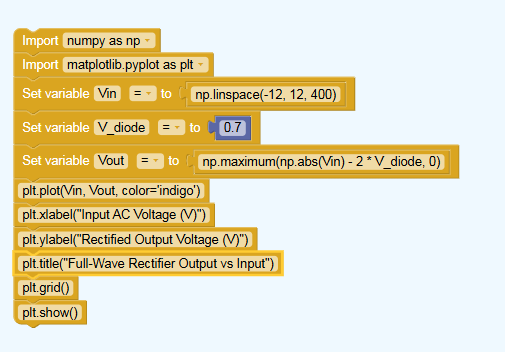 Import numpy as np
Import matplotlib.pyplot as plt
Set variable Vin = to np.linspace(-12, 12, 400)
Set variable V_diode = to 0.7
Set variable Vout = to np.maximum(np.abs(Vin) - 2 * V_diode, 0)
plt.plot(Vin, Vout, color='indigo')
plt.xlabel("Input AC Voltage (V)")
plt.ylabel("Rectified Output Voltage (V)")
plt.title("Full-Wave Rectifier Output vs Input")
plt.grid()
plt.show()